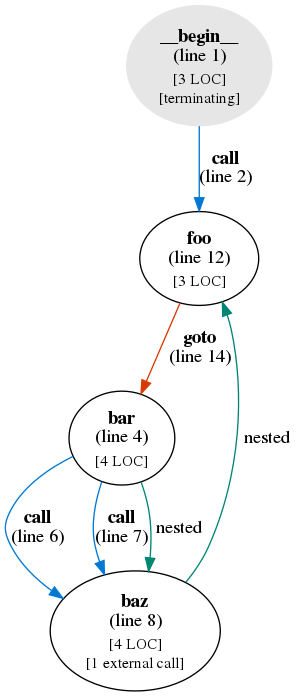 __begin__
(line 1)
[3 LOC]
[terminating]
call
(line 2)
foo
(line 12)
[3 LOC]
goto
(line 14)
bar
(line 4)
[4 LOC]
nested
call
(line 6)
call
(line 7)
nested
baz
(line 8)
[4 LOC]
[1 external call]